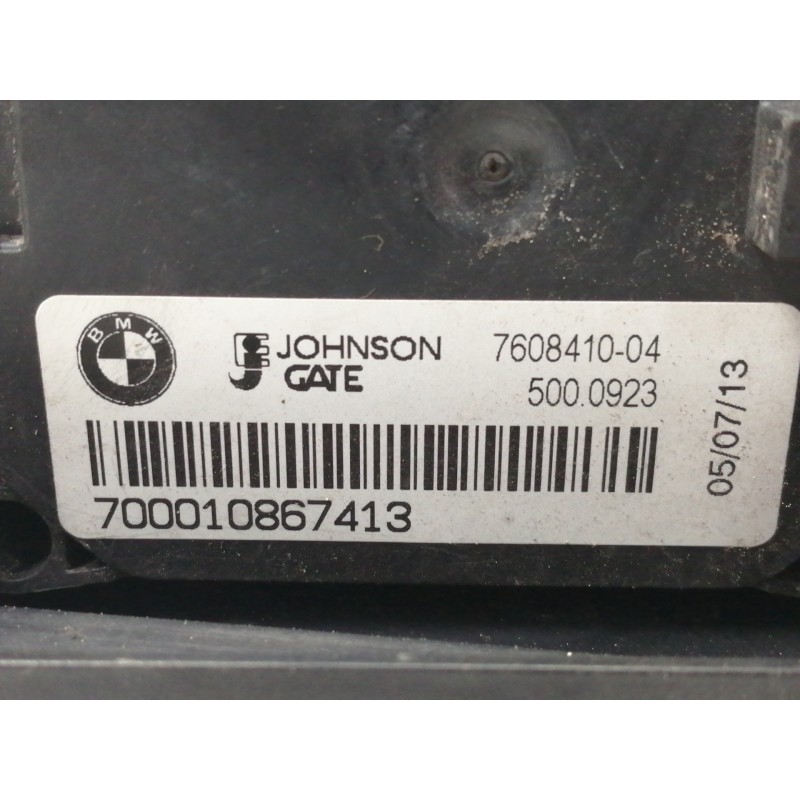 BMW
JOHNSON
GATE
7608410-04
500.0923
700010867413
05/07/13